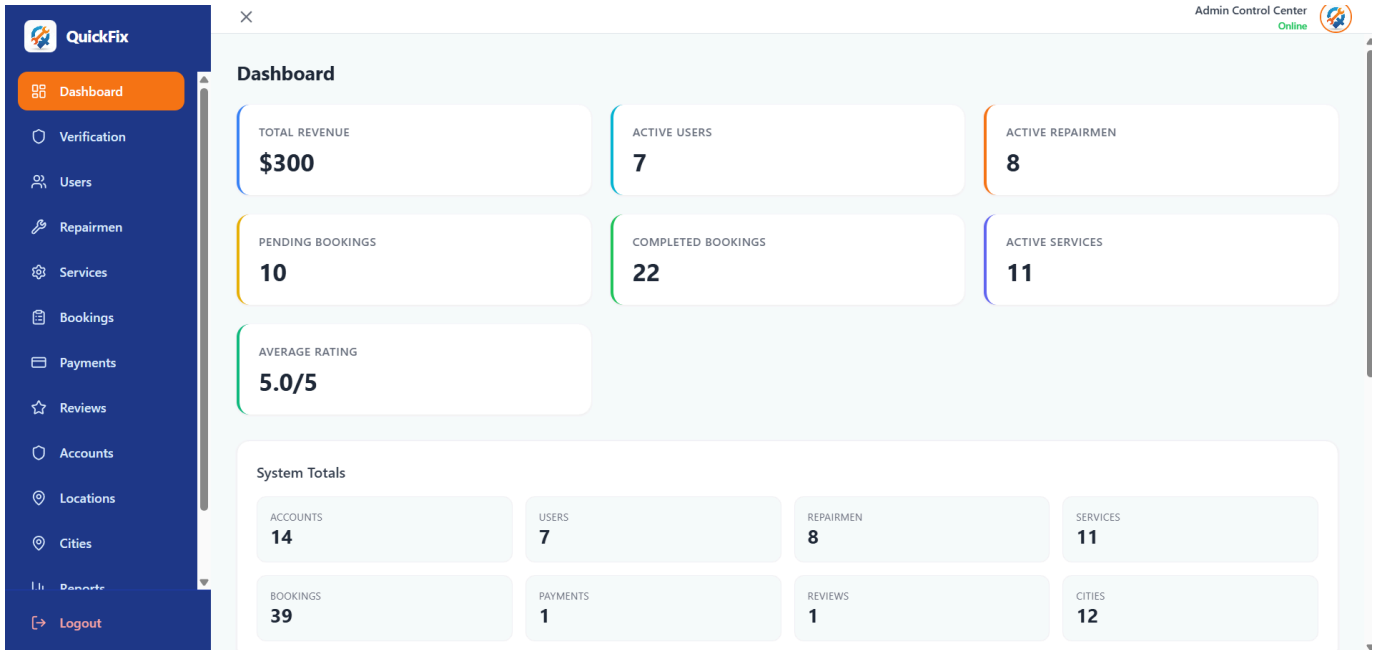 QuickFix
Dashboard
Verification
Users
Repairmen
Services
Bookings
Payments
Reviews
Accounts
Locations
Cities
Reports
Logout
Admin Control Center
Online
Dashboard
TOTAL REVENUE
$300
ACTIVE USERS
7
ACTIVE REPAIRMEN
8
PENDING BOOKINGS
10
COMPLETED BOOKINGS
22
ACTIVE SERVICES
11
AVERAGE RATING
5.0/5
System Totals
ACCOUNTS
14
USERS
7
REPAIRMEN
8
SERVICES
11
BOOKINGS
39
PAYMENTS
1
REVIEWS
1
CITIES
12